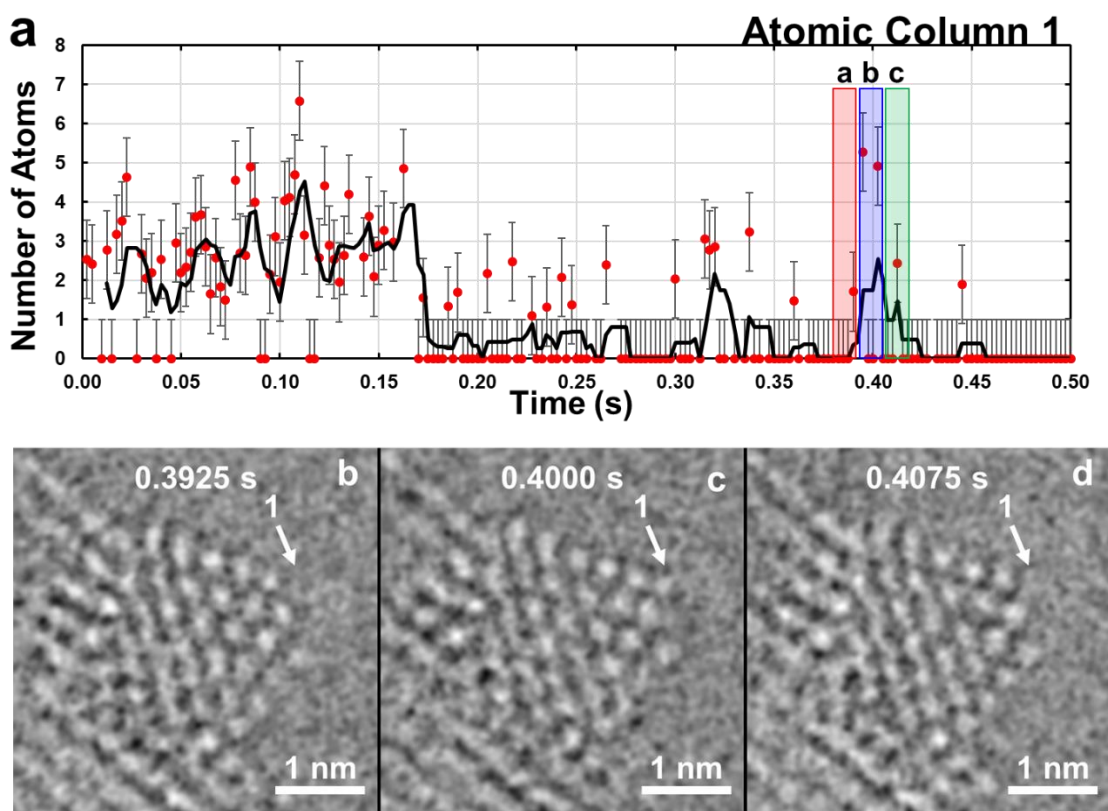 a
Atomic Column 1
8
7
6
5
4
3
2
1
0
Number of Atoms
a b c
0.00 0.05 0.10 0.15 0.20 0.25 0.30 0.35 0.40 0.45 0.50
Time (s)
0.3925 s b
1
1 nm
0.4000 s c
1
1 nm
0.4075 s d
1
1 nm